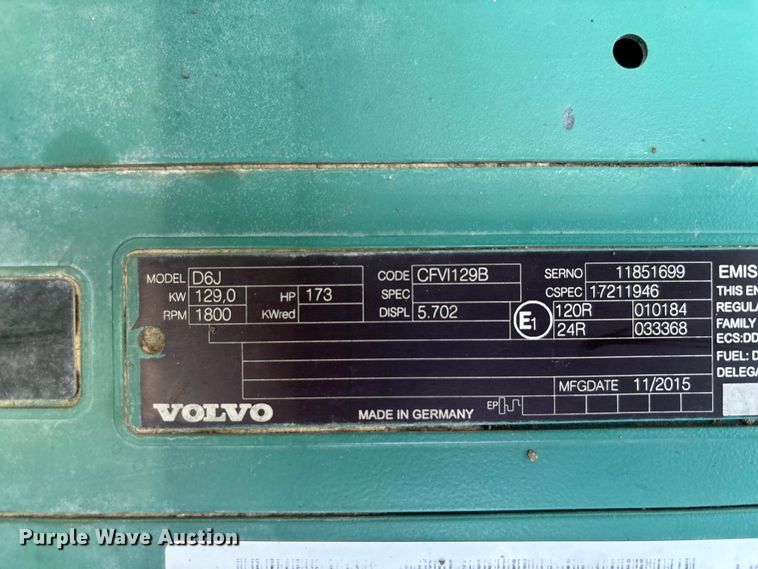 MODEL D6J CODE CFVI129B SERNO 11851699 EMIS
KW 129,0 HP 173 SPEC CSPEC 17211946 THIS EN
RPM 1800 KWred DISPL 5.702 E1 120R 010184 REGULA
24R 033368 FAMILY
ECS:DD
FUEL: D
DELEGA
MFGDATE 11/2015
VOLVO MADE IN GERMANY EP
Purple Wave Auction